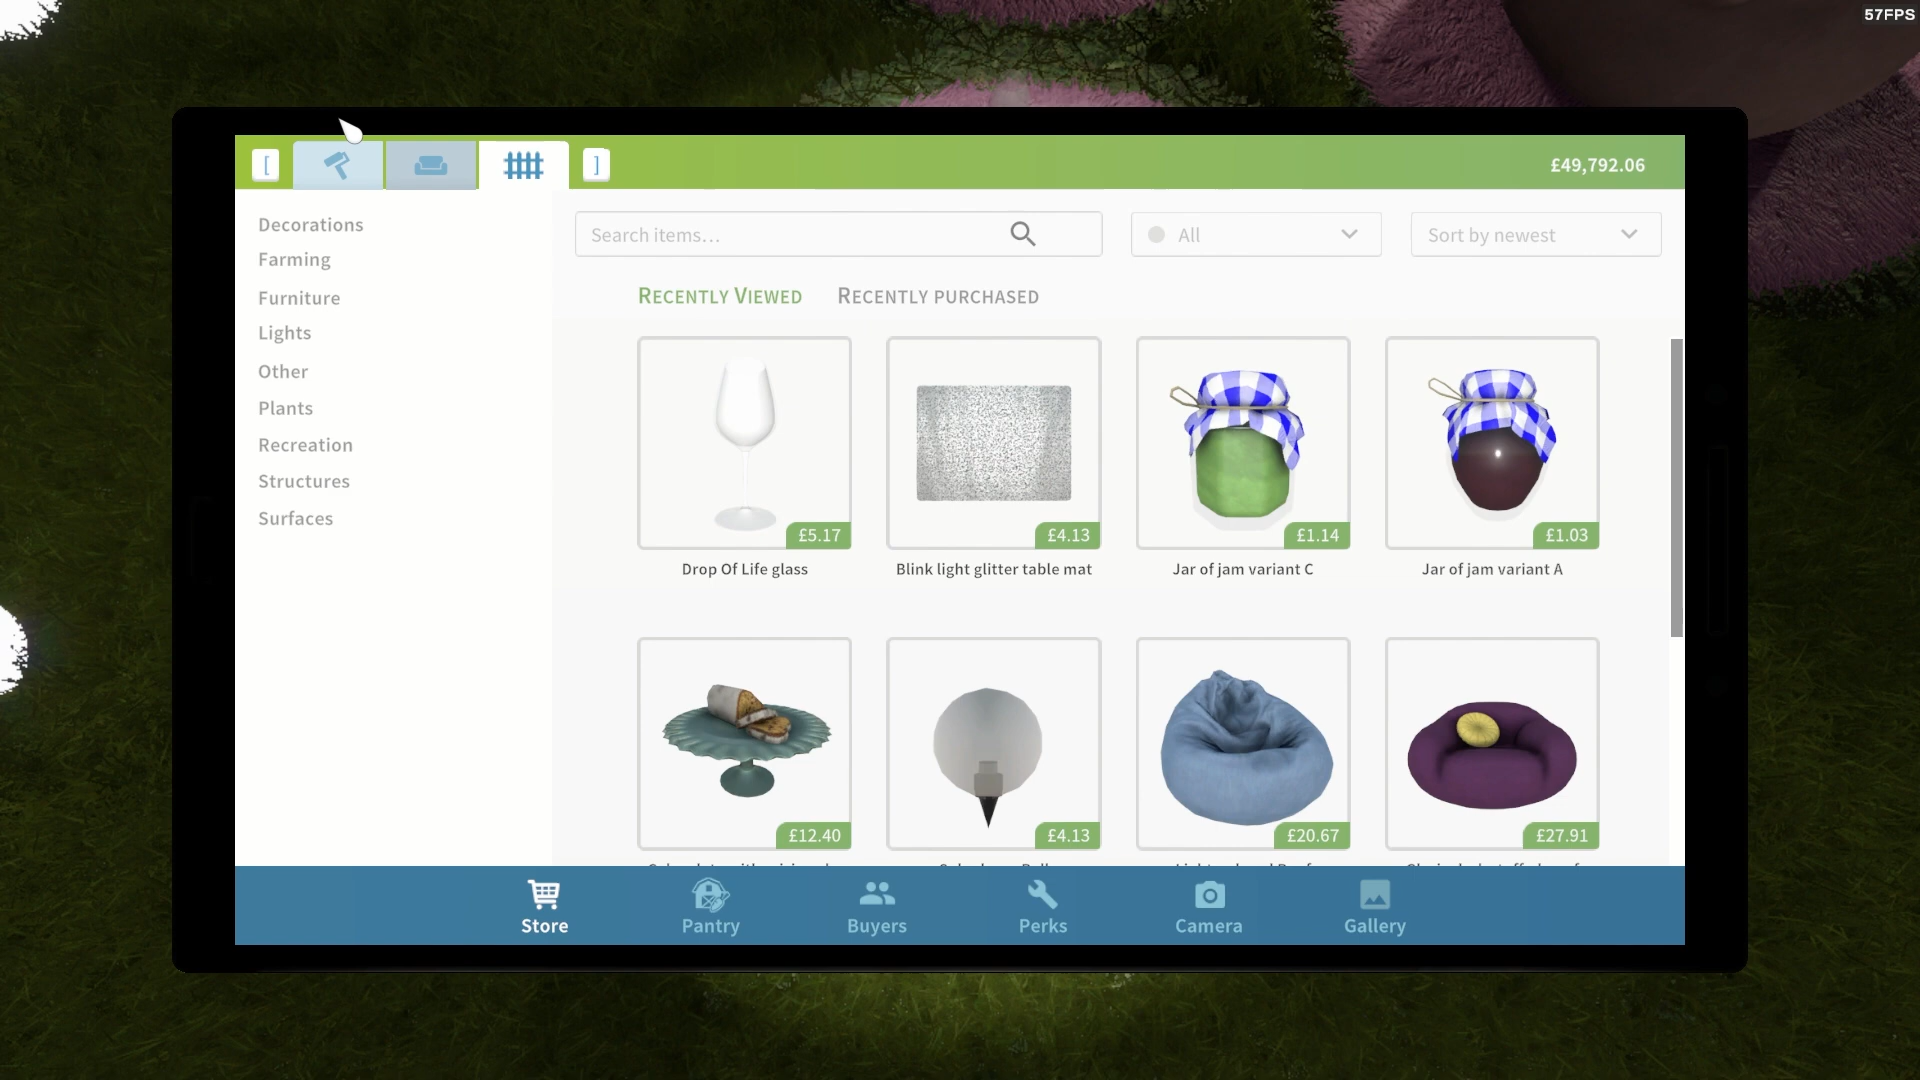 57FPS
[
]
£49,792.06
Decorations
Farming
Furniture
Lights
Other
Plants
Recreation
Structures
Surfaces
Search items...
All
Sort by newest
RECENTLY VIEWED
RECENTLY PURCHASED
£5.17
£4.13
£1.14
£1.03
Drop Of Life glass
Blink light glitter table mat
Jar of jam variant C
Jar of jam variant A
£12.40
£4.13
£20.67
£27.91
Store
Pantry
Buyers
Perks
Camera
Gallery